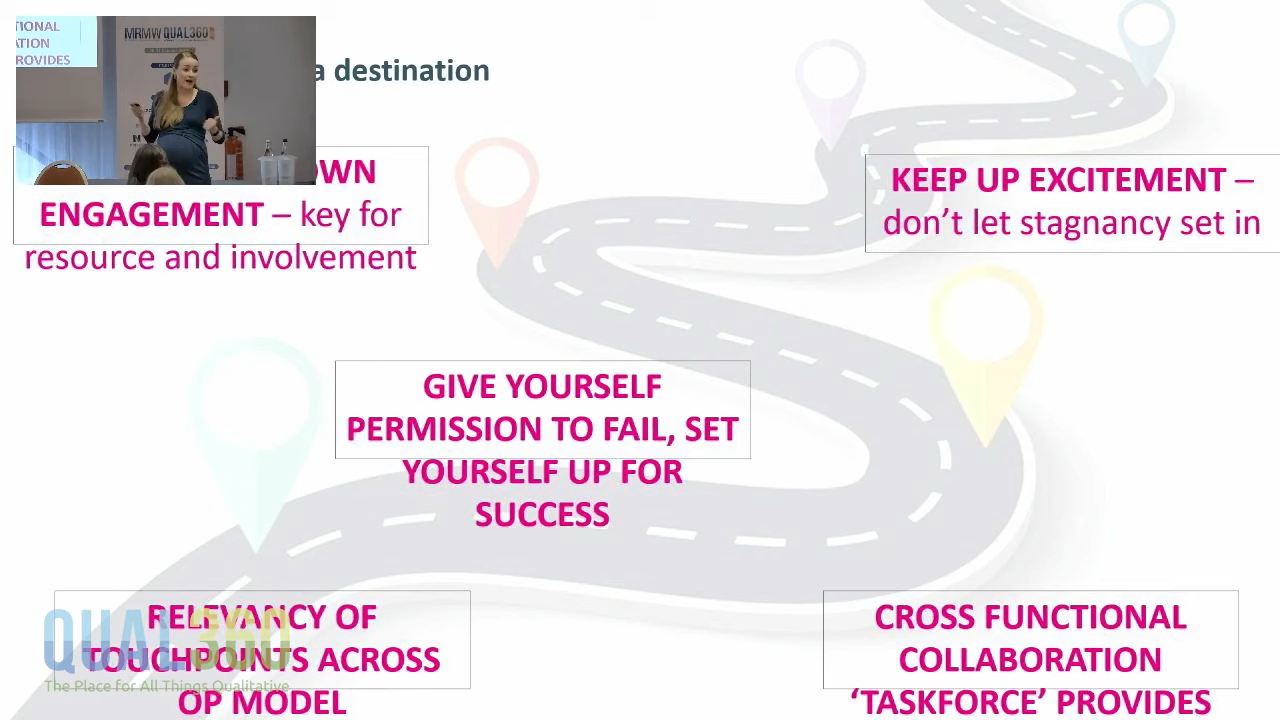 TIONAL
ATION
ROVIDES
MRMW QUAL360
a destination
OWN
ENGAGEMENT – key for
resource and involvement
KEEP UP EXCITEMENT –
don’t let stagnancy set in
GIVE YOURSELF
PERMISSION TO FAIL, SET
YOURSELF UP FOR
SUCCESS
RELEVANCY OF
TOUCHPOINTS ACROSS
OP MODEL
QUAL360
The Place for All Things Qualitative
CROSS FUNCTIONAL
COLLABORATION
‘TASKFORCE’ PROVIDES